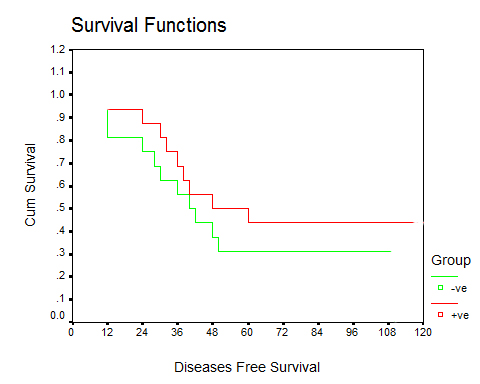 Survival Functions
1.2
1.1
1.0
.9
.8
.7
.6
.5
.4
.3
.2
.1
0.0
Cum Survival
0 12 24 36 48 60 72 84 96 108 120
Diseases Free Survival
Group
-ve
+ve